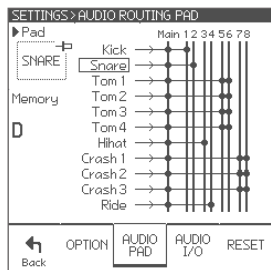 SETTINGS>AUDIO ROUTING PAD
Pad
Main 1 2 3 4 5 6 7 8
SNARE
Kick
Snare
Tom 1
Memory
Tom 2
Tom 3
D
Tom 4
Hihat
Crash 1
Crash 2
Crash 3
Ride
Back
OPTION
AUDIO
PAD
AUDIO
I/O
RESET